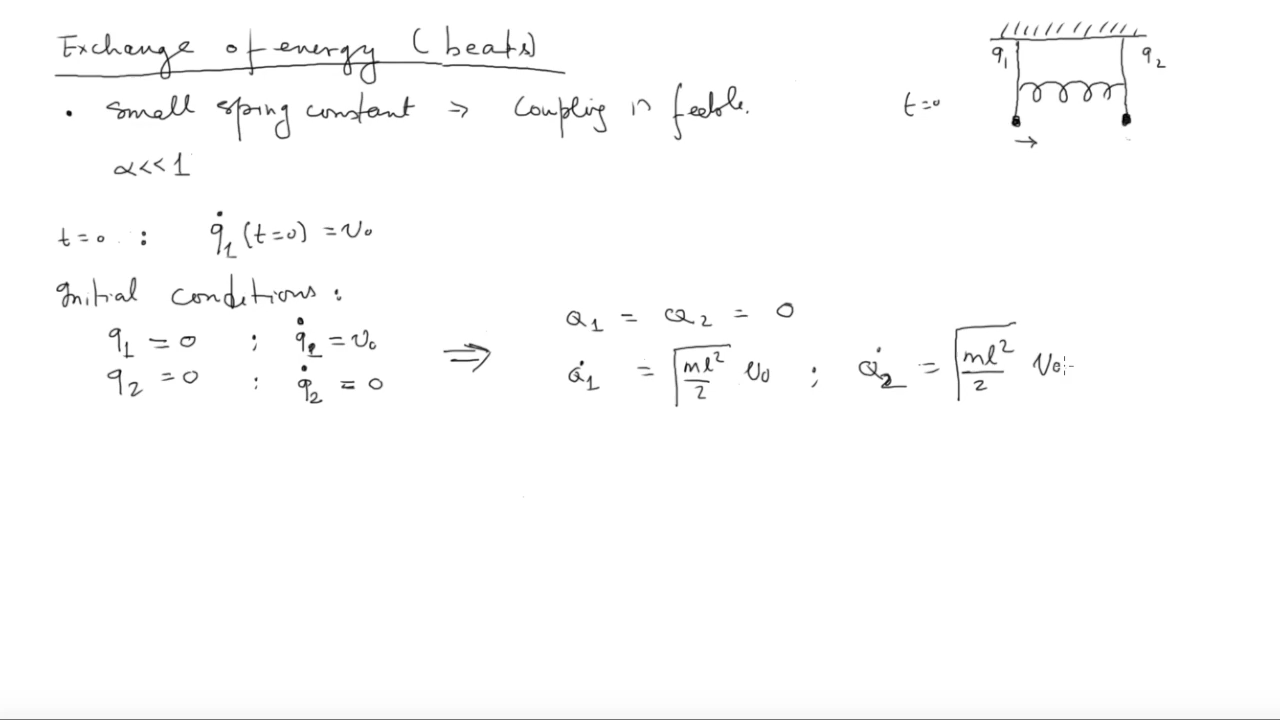 Exchange of energy (beats)
• Small spring constant ⇒ Coupling is feeble.
α<<1
t=0
q₁ q₂
t=0 : q̇₁(t=0) = v₀
Initial conditions:
q₁ = 0 ; q̇₁ = v₀
q₂ = 0 : q̇₂ = 0
⇒
Q₁ = Q₂ = 0
Q̇₁ = √(ml²/2) v₀ ; Q̇₂ = √(ml²/2) v₀